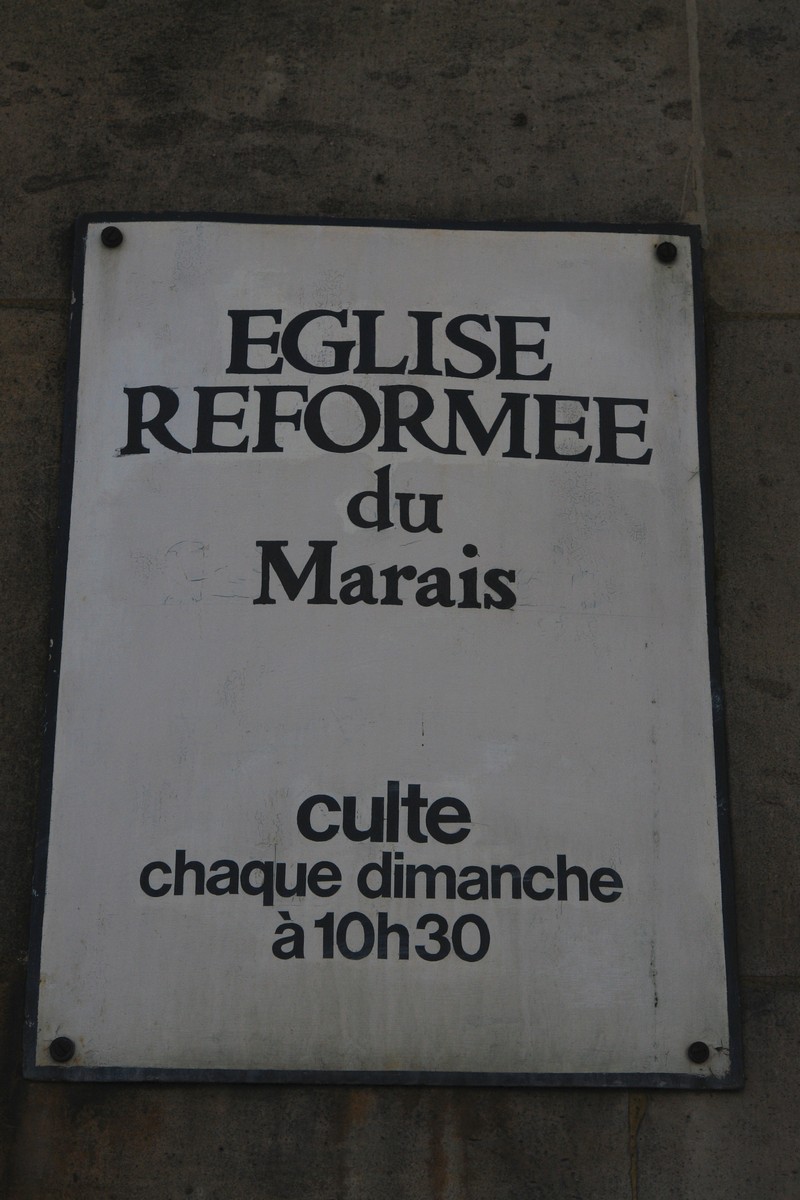 EGLISE
REFORMEE
du
Marais
culte
chaque dimanche
à 10h30